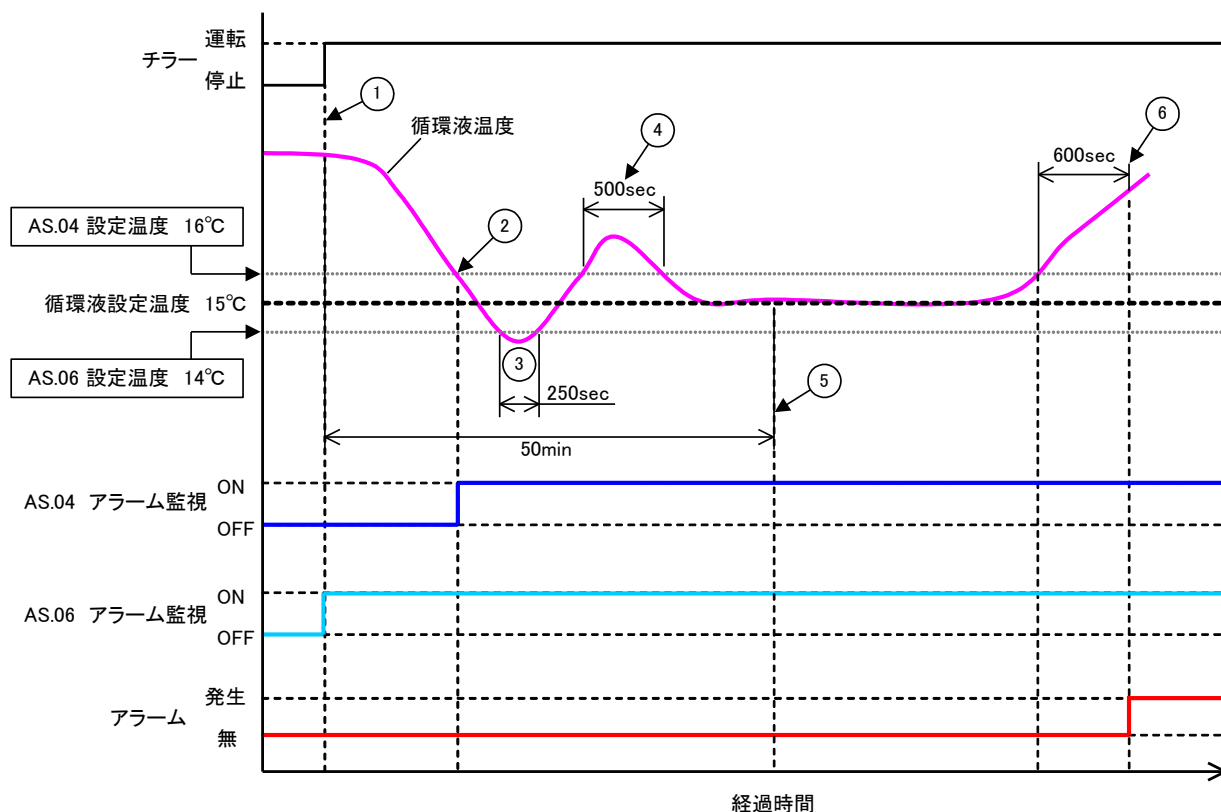 運転
チラー
停止
①
循環液温度
④
⑥
600sec
500sec
AS.04 設定温度 16℃
②
循環液設定温度 15℃
AS.06 設定温度 14℃
③
250sec
⑤
50min
AS.04 アラーム監視
ON
OFF
AS.06 アラーム監視
ON
OFF
発生
アラーム
無
経過時間